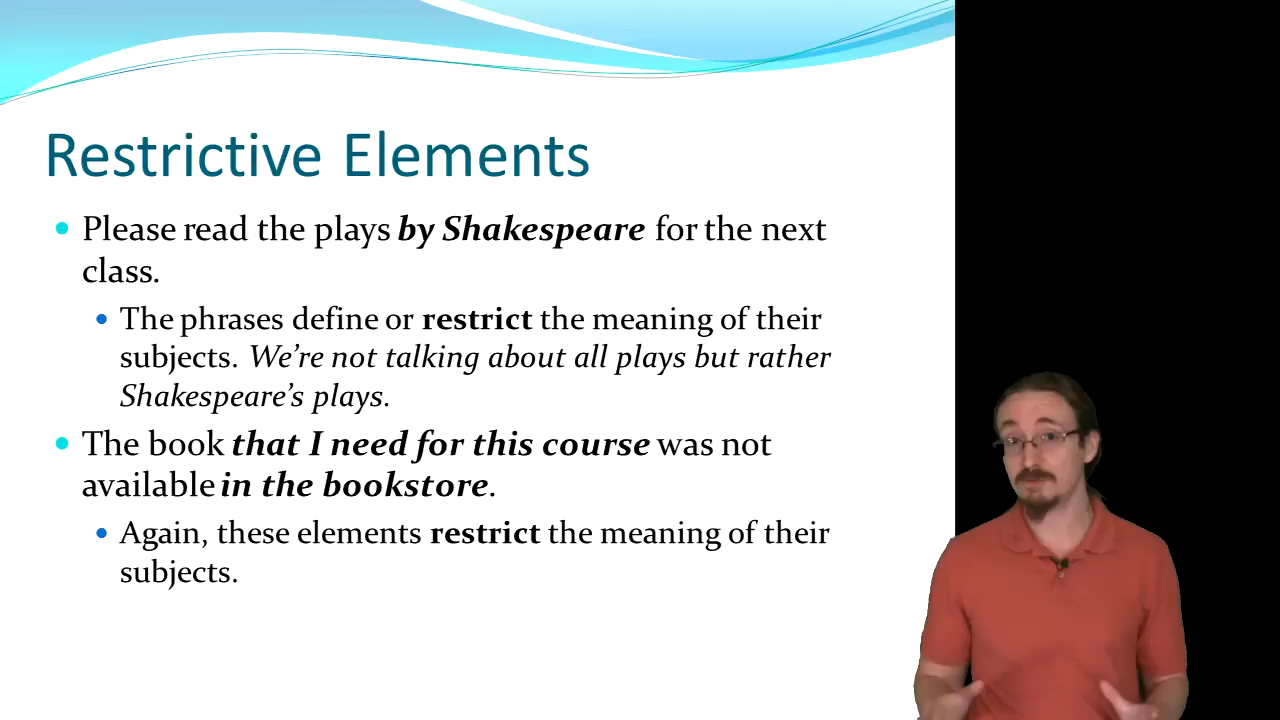 Restrictive Elements
Please read the plays by Shakespeare for the next
class.
The phrases define or restrict the meaning of their
subjects. We're not talking about all plays but rather
Shakespeare's plays.
The book that I need for this course was not
available in the bookstore.
Again, these elements restrict the meaning of their
subjects.